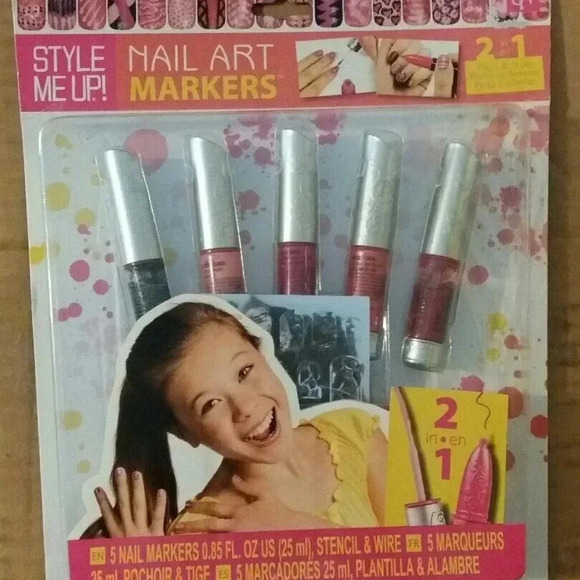 STYLE
ME UP!
NAIL ART
MARKERS
2 in 1
2
in • en
1
EN 5 NAIL MARKERS 0.85 FL. OZ US (25 ml), STENCIL & WIRE FR 5 MARQUEURS
25 ml, POCHOIR & TIGE ES 5 MARCADORES 25 ml, PLANTILLA & ALAMBRE